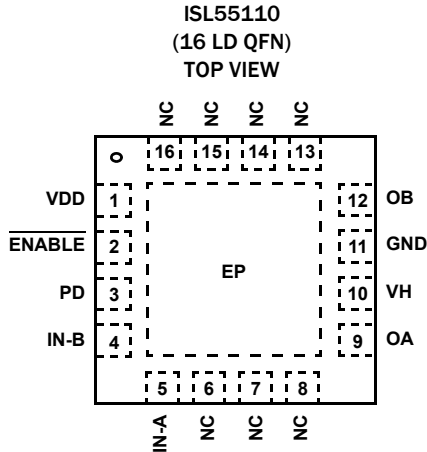 ISL55110
(16 LD QFN)
TOP VIEW
NC NC NC NC
16 15 14 13
VDD 1 12 OB
ENABLE 2 11 GND
EP
PD 3 10 VH
IN-B 4 9 OA
5 6 7 8
IN-A NC NC NC